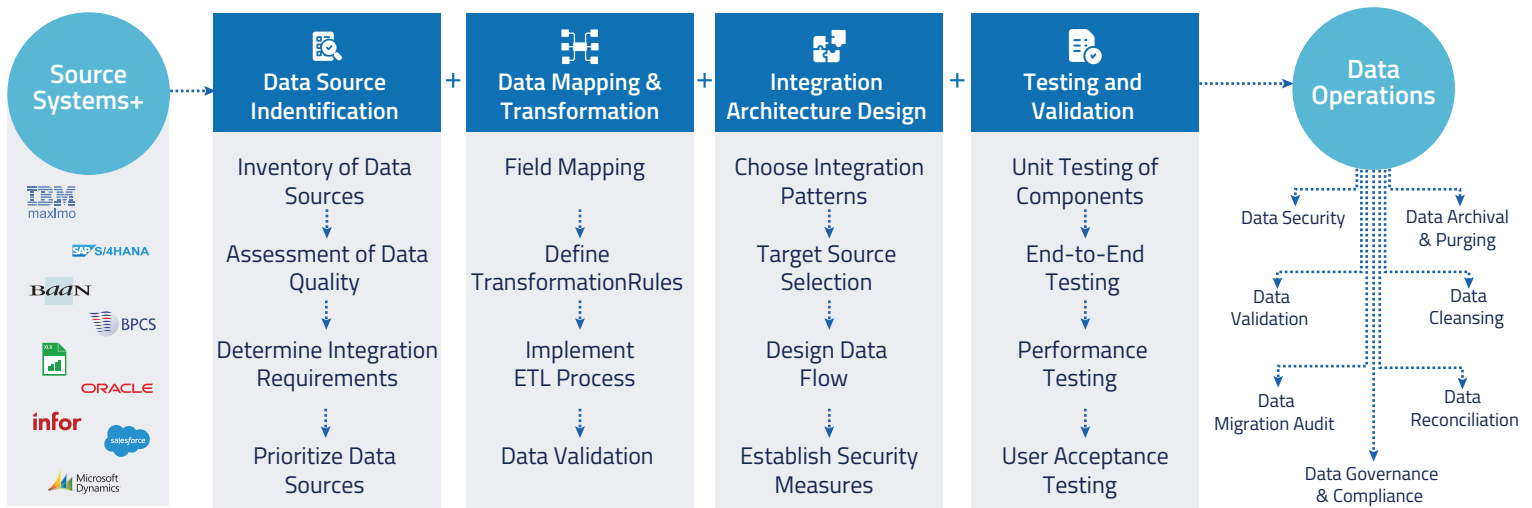 Source
Systems+
IBM
maximo
SAP S/4HANA
BaaN
BPCS
XLS
ORACLE
infor
salesforce
Microsoft
Dynamics
+
+
+
Data Source
Indentification
Inventory of Data
Sources
Assessment of Data
Quality
Determine Integration
Requirements
Prioritize Data
Sources
Data Mapping &
Transformation
Field Mapping
Define
TransformationRules
Implement
ETL Process
Data Validation
Integration
Architecture Design
Choose Integration
Patterns
Target Source
Selection
Design Data
Flow
Establish Security
Measures
Testing and
Validation
Unit Testing of
Components
End-to-End
Testing
Performance
Testing
User Acceptance
Testing
Data
Operations
Data Security
Data Archival
& Purging
Data
Validation
Data
Cleansing
Data
Migration Audit
Data
Reconciliation
Data Governance
& Compliance